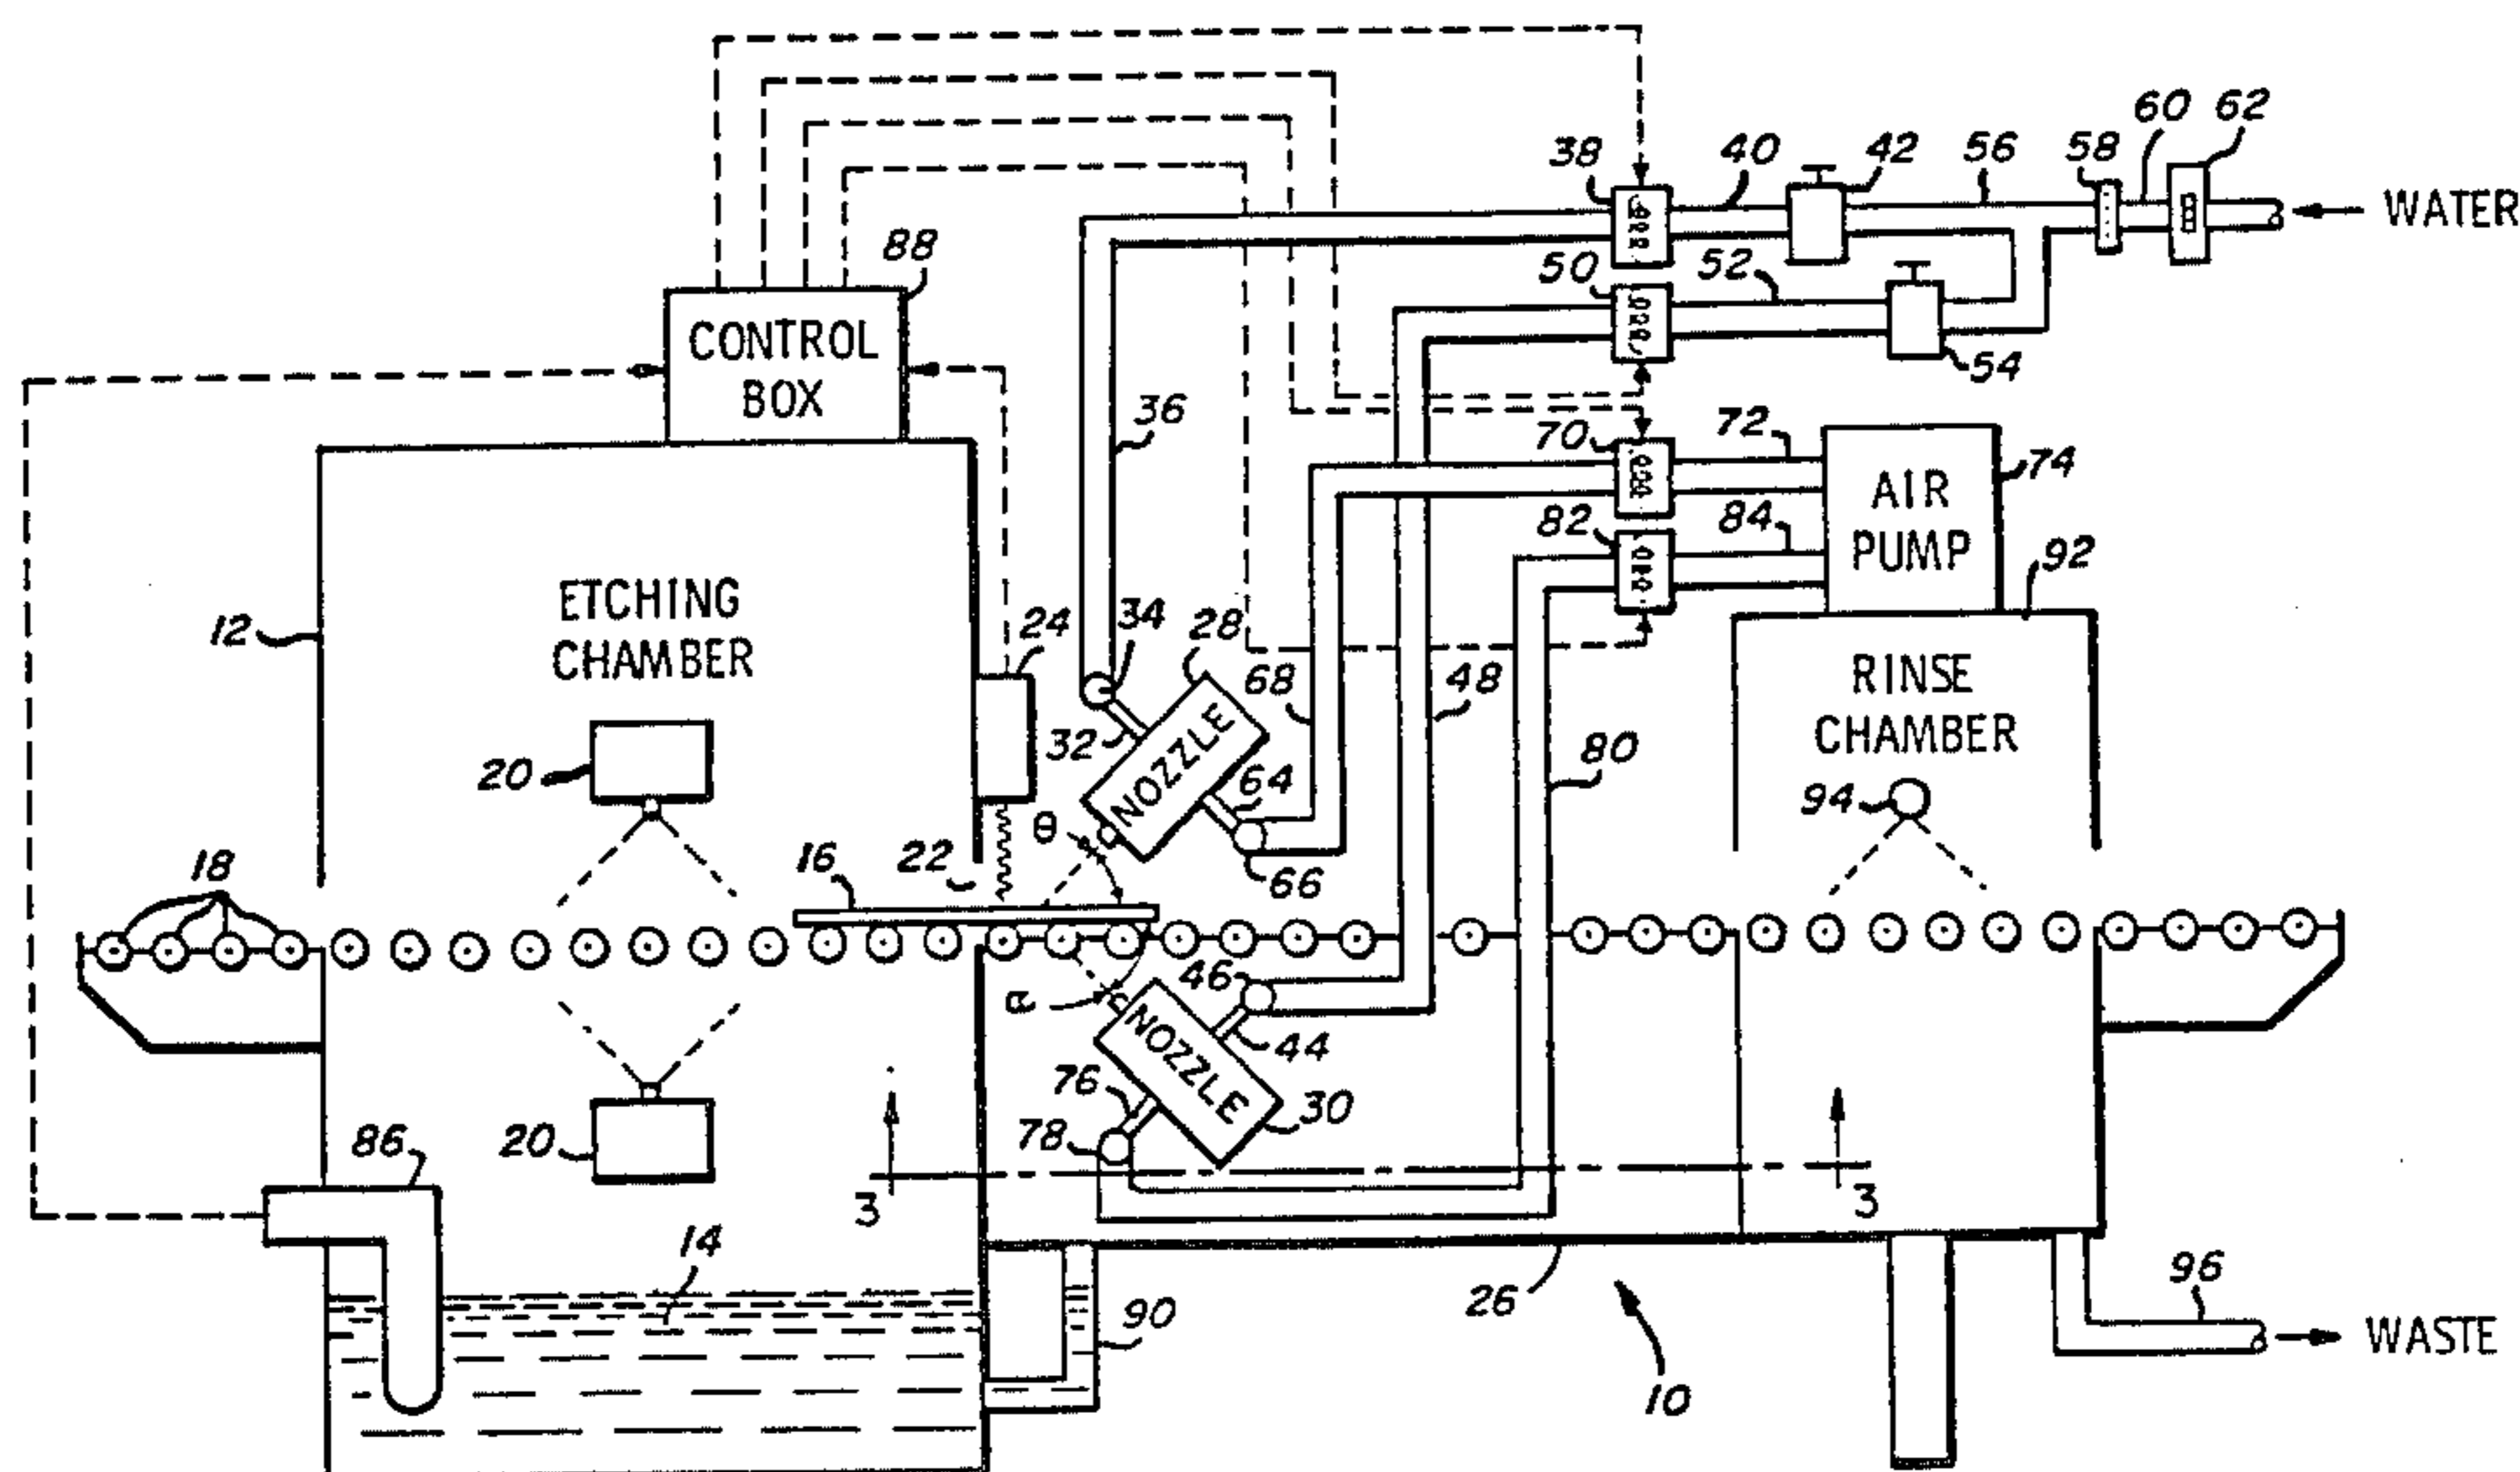 60 62
38 40 42 56 58
WATER
88
50 52
CONTROL
BOX
54
36
70 72
74
AIR
PUMP
82 84
92
ETCHING
CHAMBER
12
24 34 28
68 48
RINSE
CHAMBER
32
NOZZLE
80
20
64
94
θ
16 22
18
66
46
α
NOZZLE
44
76
30
86
20
78
3
3
14
90
26
96
WASTE
10